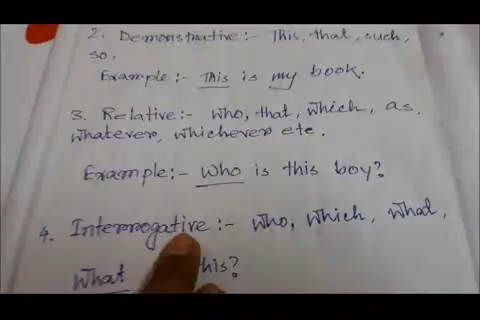 2. Demonstrative :- This, that, such,
so.
Example :- This is my book.
3. Relative :- who, that, which, as,
whatever, whichever etc.
Example :- Who is this boy?
4. Interrogative :- Who, which, what,
What this?